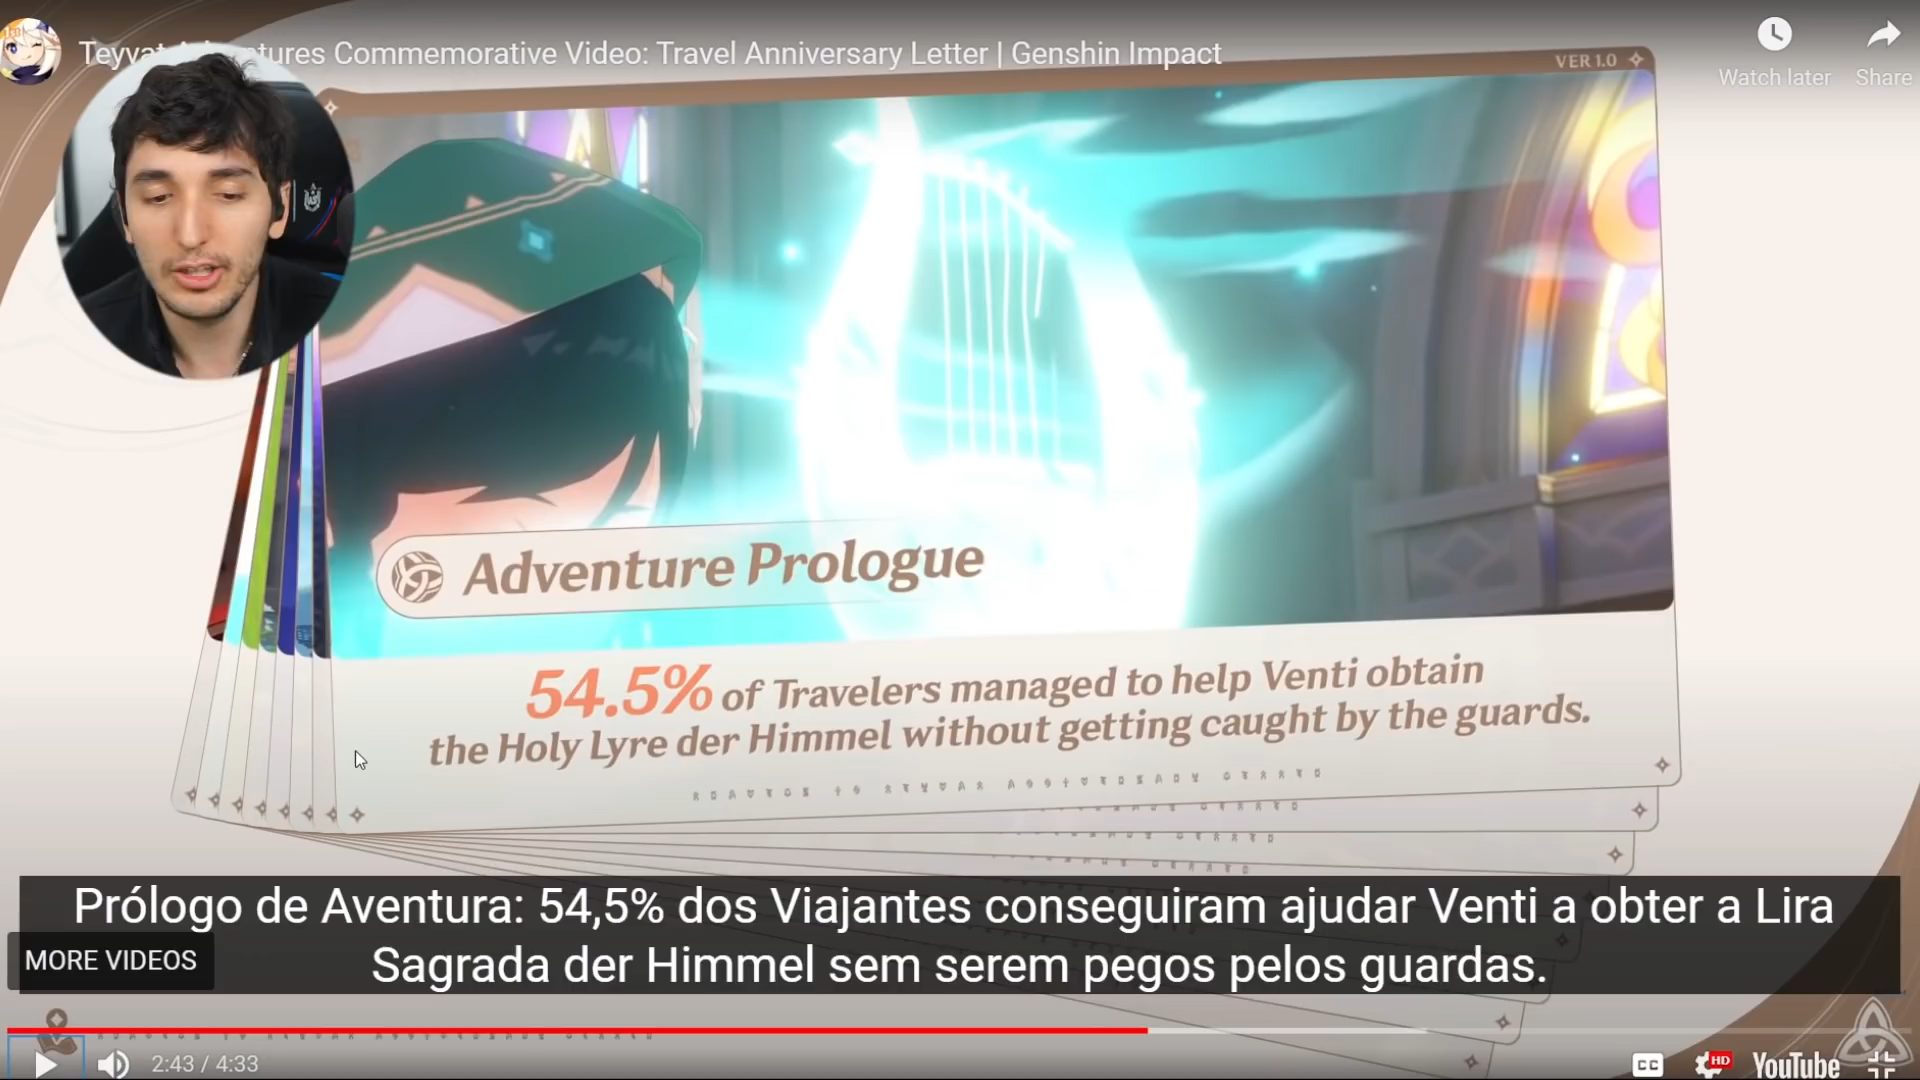 Teyvat Adventures Commemorative Video: Travel Anniversary Letter | Genshin Impact
Watch later
Share
VER 1.0
Adventure Prologue
54.5% of Travelers managed to help Venti obtain
the Holy Lyre der Himmel without getting caught by the guards.
Prólogo de Aventura: 54,5% dos Viajantes conseguiram ajudar Venti a obter a Lira
Sagrada der Himmel sem serem pegos pelos guardas.
MORE VIDEOS
2:43 / 4:33
CC
HD
YouTube